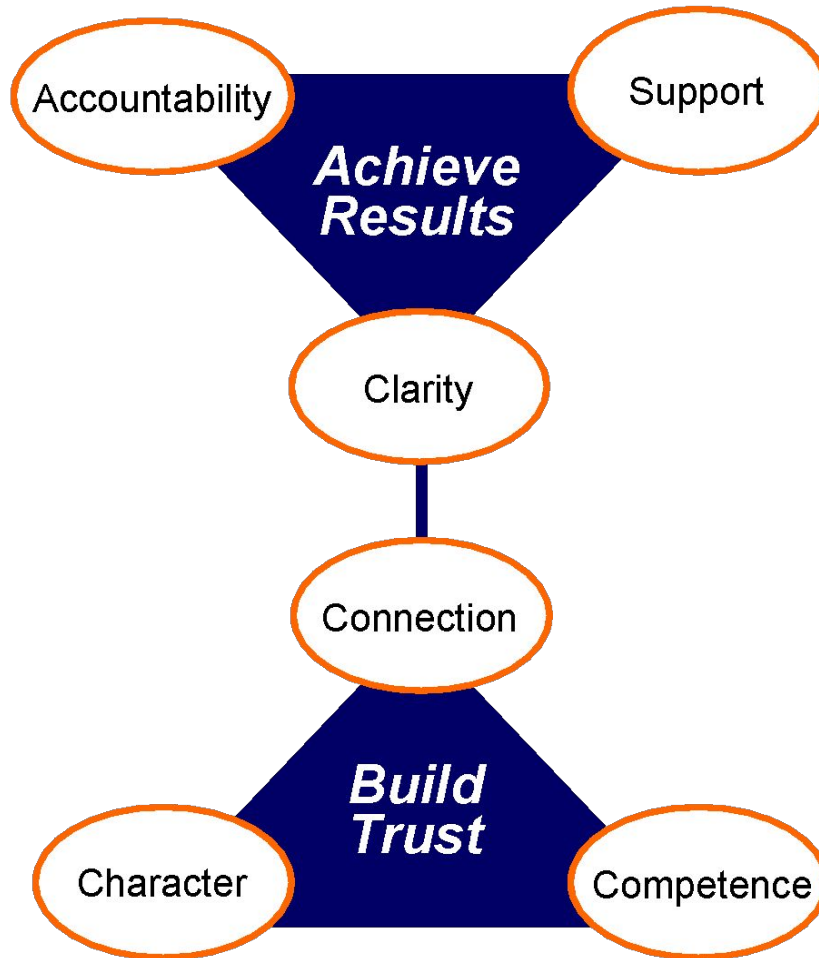 Accountability
Support
Achieve
Results
Clarity
Connection
Build
Trust
Character
Competence